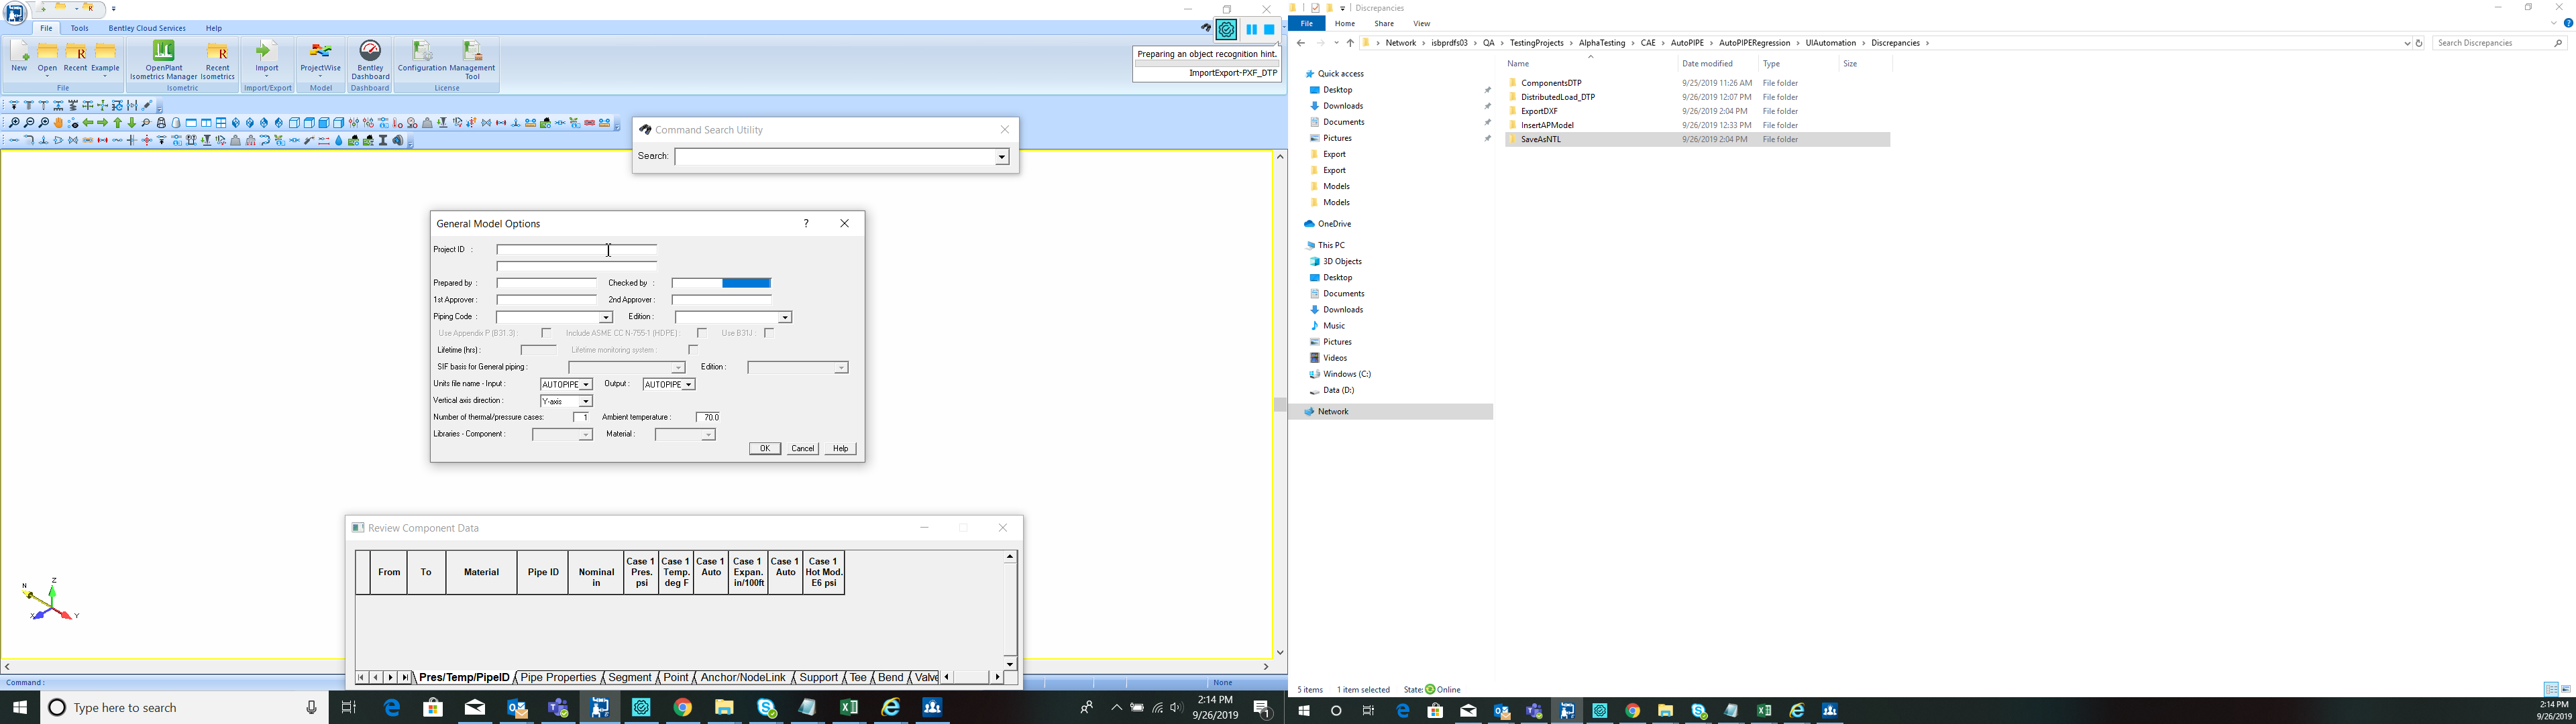 File
Tools
Bentley Cloud Services
Help
New
Open
Recent
Example
OpenPlant
Isometrics Manager
Recent
Isometrics
Import
ProjectWise
Bentley
Dashboard
Configuration
Management
Tool
File
Isometric
Import/Export
Model
Dashboard
License
Preparing an object recognition hint.
ImportExport-PXF_DTP
Command Search Utility
Search:
General Model Options
?
Project ID :
Prepared by :
Checked by :
1st Approver :
2nd Approver :
Piping Code :
Edition :
Use Appendix P (B31.3) :
Include ASME CC N-755-1 (HDPE) :
Use B31J :
Lifetime (hrs) :
Lifetime monitoring system :
SIF basis for General piping :
Edition :
Units file name - Input :
AUTOPIPE
Output :
AUTOPIPE
Vertical axis direction :
Y-axis
Number of thermal/pressure cases:
1
Ambient temperature :
70.0
Libraries - Component :
Material :
OK
Cancel
Help
Review Component Data
From
To
Material
Pipe ID
Nominal
in
Case 1
Pres.
psi
Case 1
Temp.
deg F
Case 1
Auto
Case 1
Expan.
in/100ft
Case 1
Auto
Case 1
Hot Mod.
E6 psi
Pres/Temp/PipeID
Pipe Properties
Segment
Point
Anchor/NodeLink
Support
Tee
Bend
Valve
N
Z
X
Y
Command :
None
Type here to search
2:14 PM
9/26/2019
1
Discrepancies
File
Home
Share
View
Network
isbprdfs03
QA
TestingProjects
AlphaTesting
CAE
AutoPIPE
AutoPIPERegression
UIAutomation
Discrepancies
Search Discrepancies
Quick access
Desktop
Downloads
Documents
Pictures
Export
Export
Models
Models
OneDrive
This PC
3D Objects
Desktop
Documents
Downloads
Music
Pictures
Videos
Windows (C:)
Data (D:)
Network
Name
Date modified
Type
Size
ComponentsDTP 9/25/2019 11:26 AM File folder
DistributedLoad_DTP 9/26/2019 12:07 PM File folder
ExportDXF 9/26/2019 2:04 PM File folder
InsertAPModel 9/26/2019 12:33 PM File folder
SaveAsNTL 9/26/2019 2:04 PM File folder
5 items
1 item selected
State: Online
2:14 PM
9/26/2019